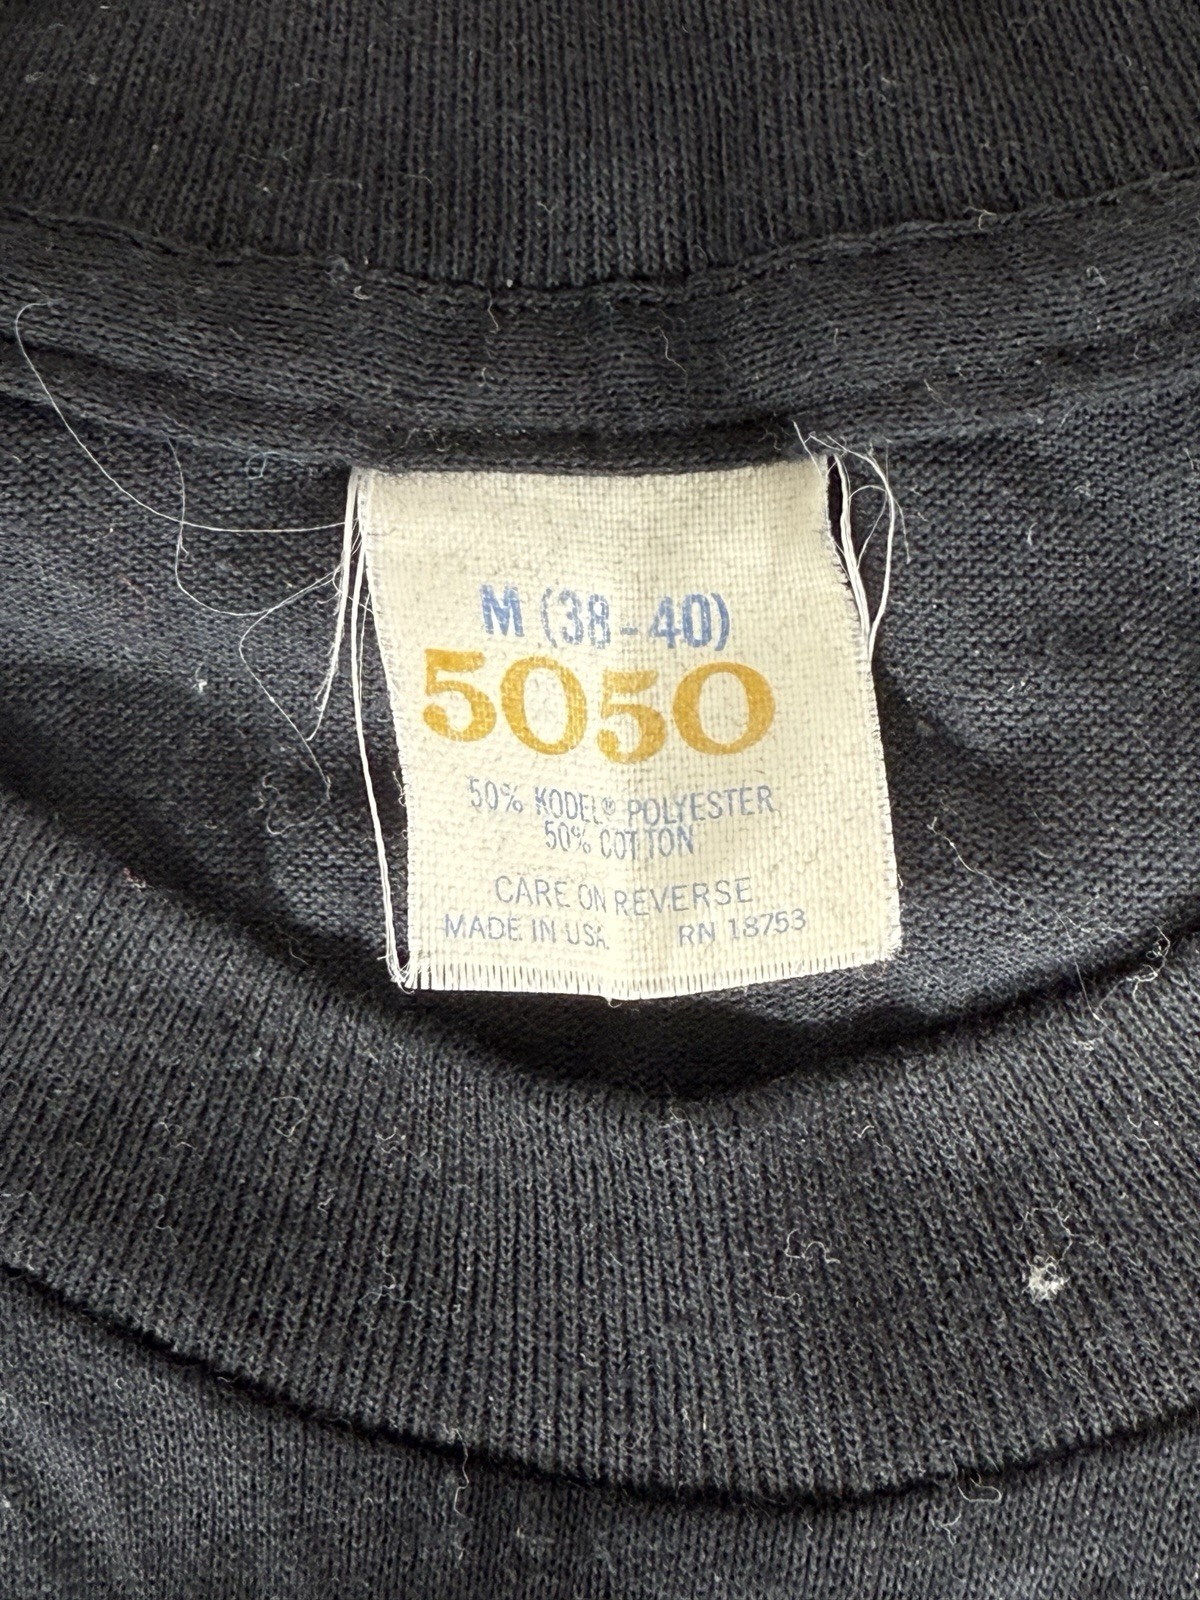 M (38-40)
5050
50% KODEL® POLYESTER
50% COTTON
CARE ON REVERSE
MADE IN USA RN 18753